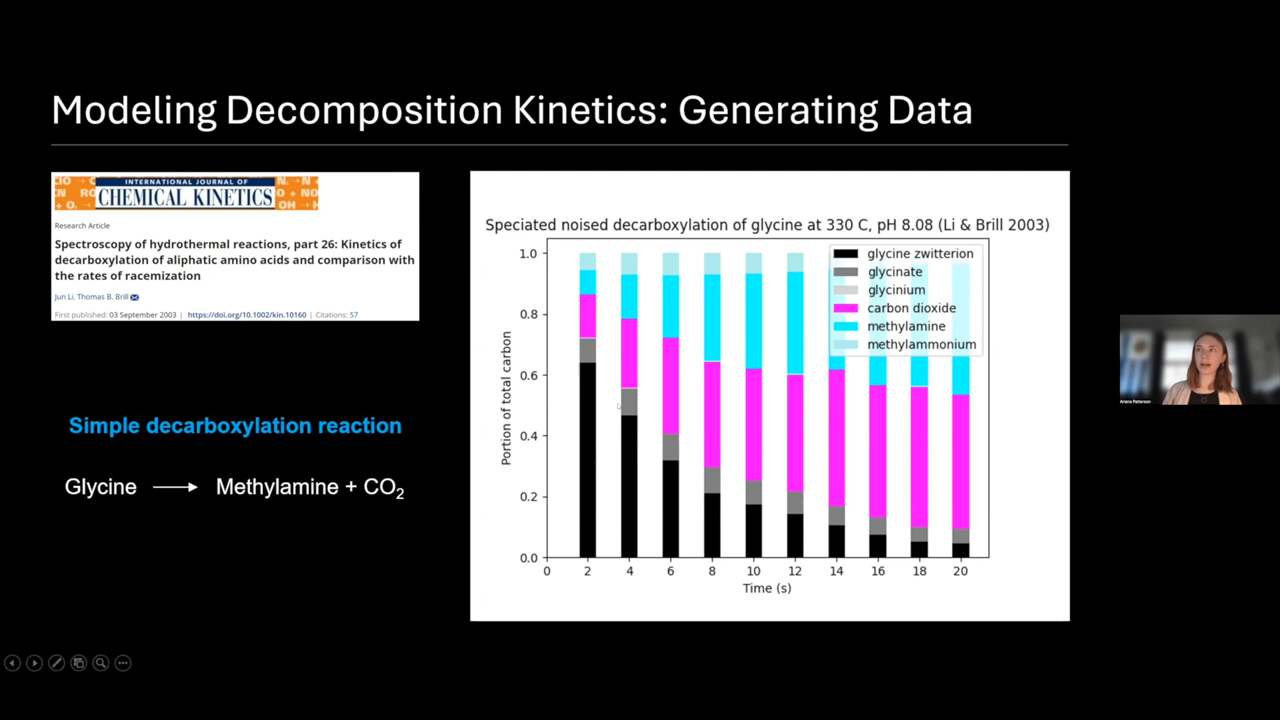 Modeling Decomposition Kinetics: Generating Data
INTERNATIONAL JOURNAL OF
CHEMICAL KINETICS
Research Article
Spectroscopy of hydrothermal reactions, part 26: Kinetics of
decarboxylation of aliphatic amino acids and comparison with
the rates of racemization
Jun Li, Thomas B. Brill
First published: 03 September 2003 | https://doi.org/10.1002/kin.10160 | Citations: 57
Simple decarboxylation reaction
Glycine → Methylamine + CO₂
Speciated noised decarboxylation of glycine at 330 C, pH 8.08 (Li & Brill 2003)
glycine zwitterion
glycinate
glycinium
carbon dioxide
methylamine
methylammonium
Portion of total carbon
1.0
0.8
0.6
0.4
0.2
0.0
0 2 4 6 8 10 12 14 16 18 20
Time (s)
Ariana Patterson